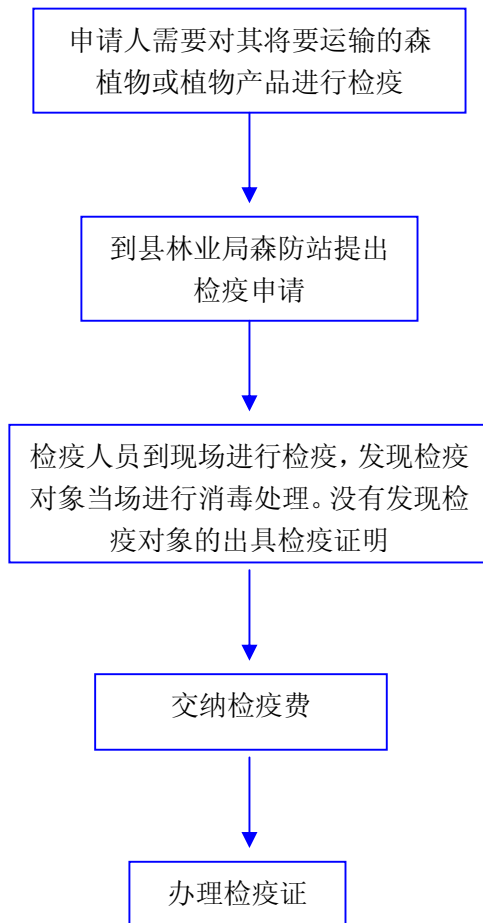 申请人需要对其将要运输的森
植物或植物产品进行检疫
到县林业局森防站提出
检疫申请
检疫人员到现场进行检疫，发现检疫
对象当场进行消毒处理。没有发现检
疫对象的出具检疫证明
交纳检疫费
办理检疫证